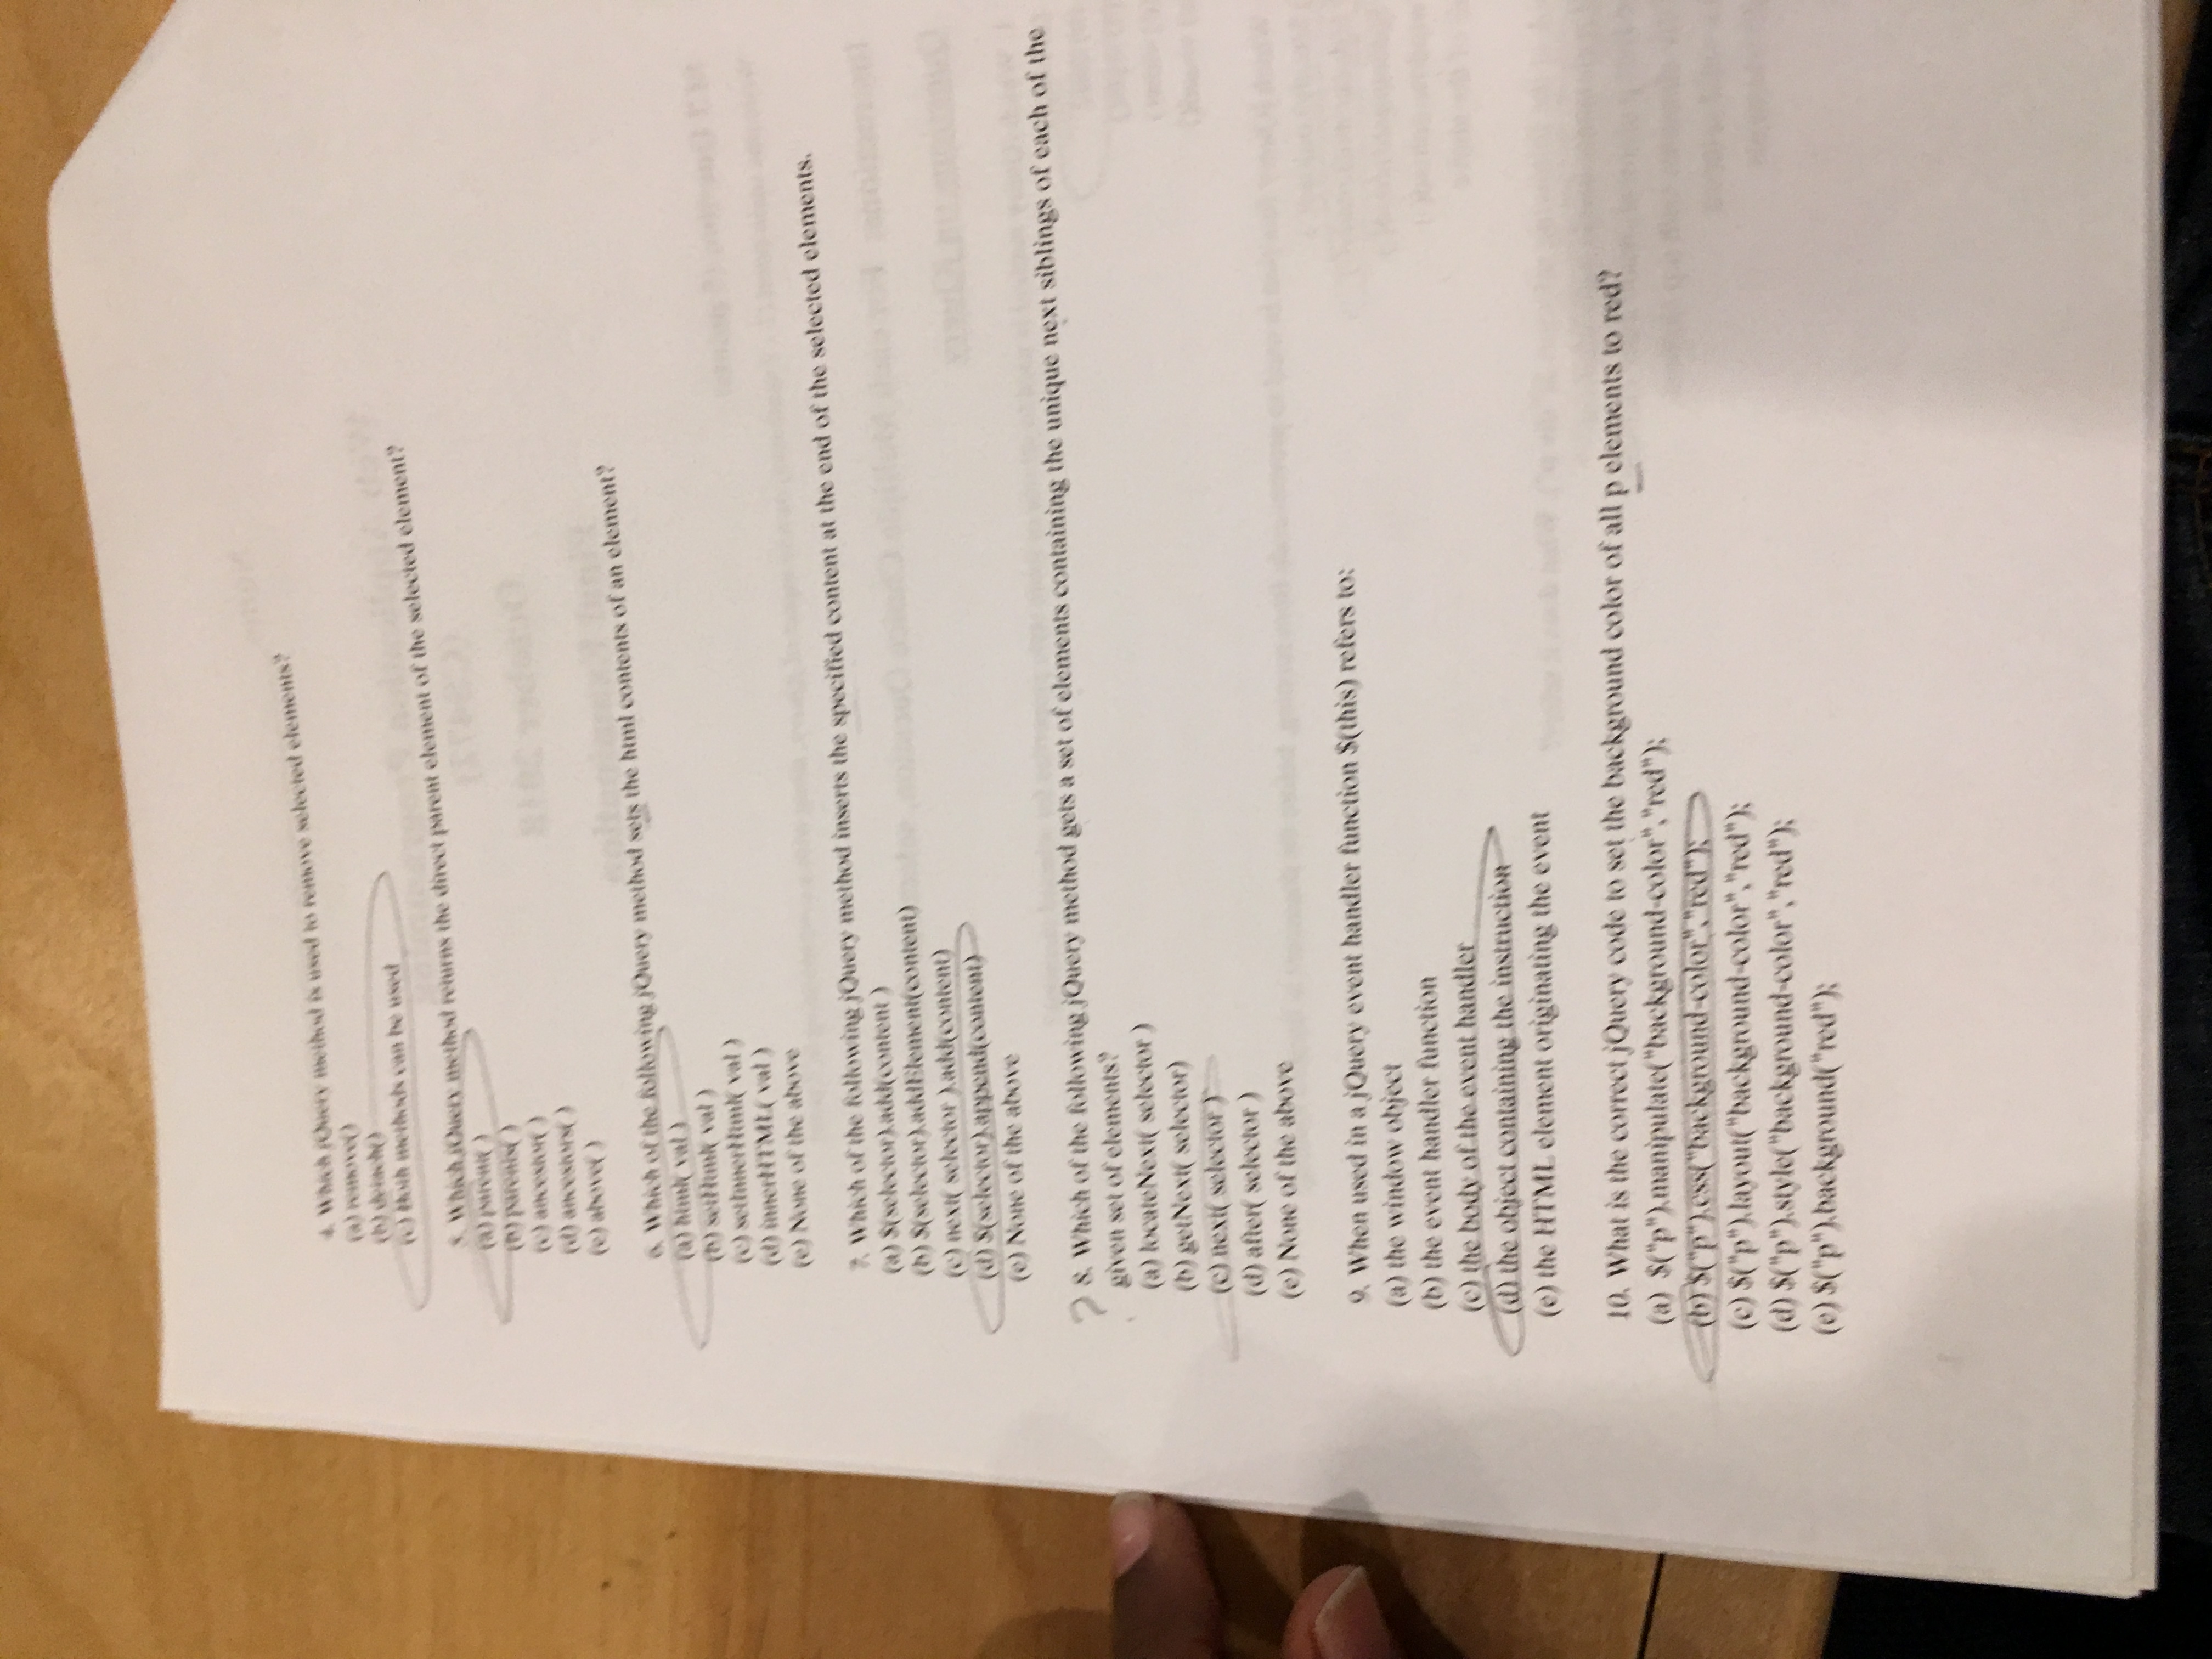 4. Which jQuery method is used to remove selected elements?
(a) remove()
(b) detach()
(c) Both methods can be used
5. Which jQuery method returns the direct parent element of the selected element?
(a) parent( )
(b) parents( )
(c) ancestor( )
(d) ancestors( )
(e) above( )
6. Which of the following jQuery method sets the html contents of an element?
(a) html( val )
(b) setHtml( val )
(c) setInnerHtml( val )
(d) innerHTML( val )
(e) None of the above
7. Which of the following jQuery method inserts the specified content at the end of the selected elements.
(a) $(selector).add(content )
(b) $(selector).addElement(content)
(c) next( selector ).add(content)
(d) $(selector).append(content)
(e) None of the above
? 8. Which of the following jQuery method gets a set of elements containing the unique next siblings of each of the
given set of elements?
(a) locateNext( selector )
(b) getNext( selector)
(c) next( selector )
(d) after( selector )
(e) None of the above
9. When used in a jQuery event handler function $(this) refers to:
(a) the window object
(b) the event handler function
(c) the body of the event handler
(d) the object containing the instruction
(e) the HTML element originating the event
10. What is the correct jQuery code to set the background color of all p elements to red?
(a) $("p").manipulate("background-color","red");
(b) $("p").css("background-color","red");
(c) $("p").layout("background-color","red");
(d) $("p").style("background-color","red");
(e) $("p").background("red");